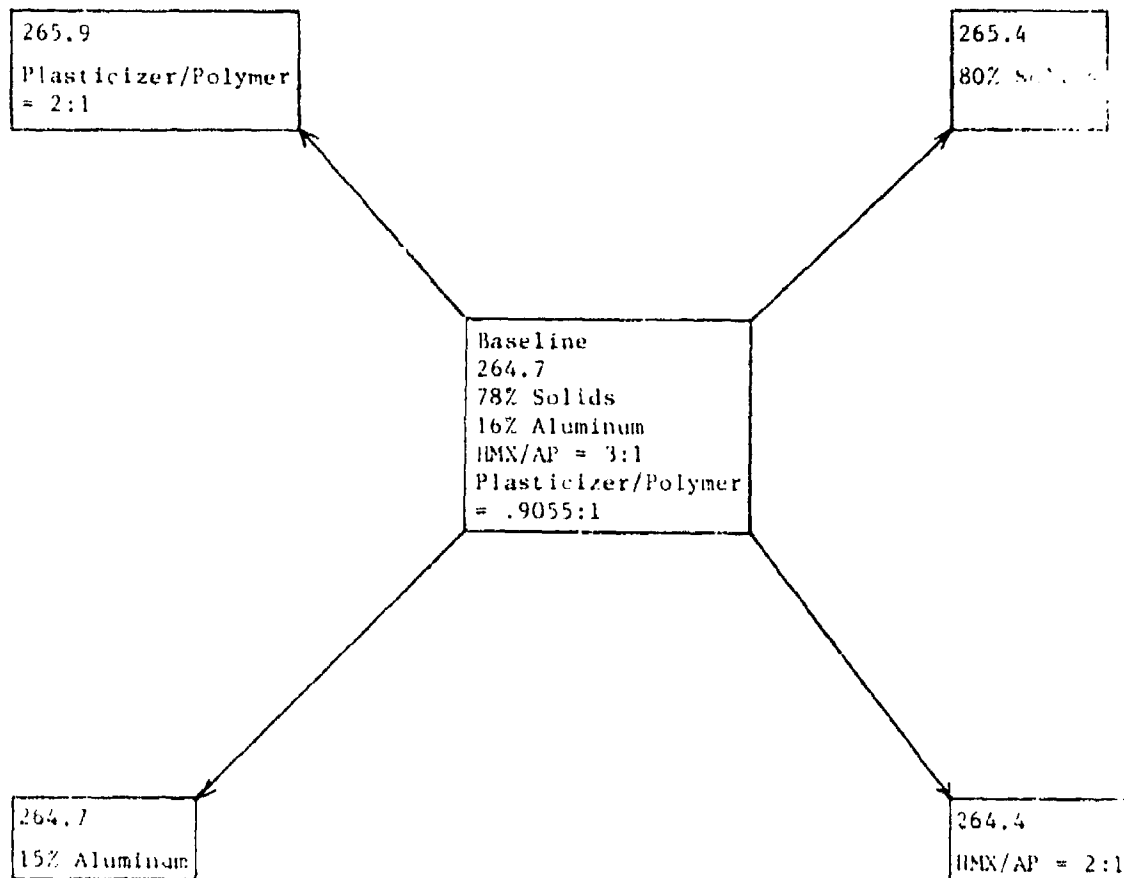 265.9
Plasticizer/Polymer
= 2:1
265.4
80%
Baseline
264.7
78% Solids
16% Aluminum
HMX/AP = 3:1
Plasticizer/Polymer
= .9055:1
264.7
15% Aluminum
264.4
HMX/AP = 2:1